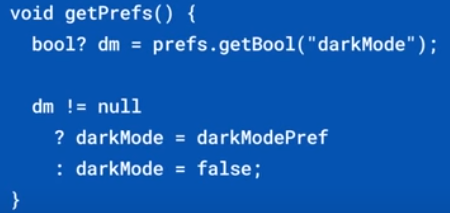 void getPrefs() {
bool? dm = prefs.getBool("darkMode");
dm != null
? darkMode = darkModePref
: darkMode = false;
}